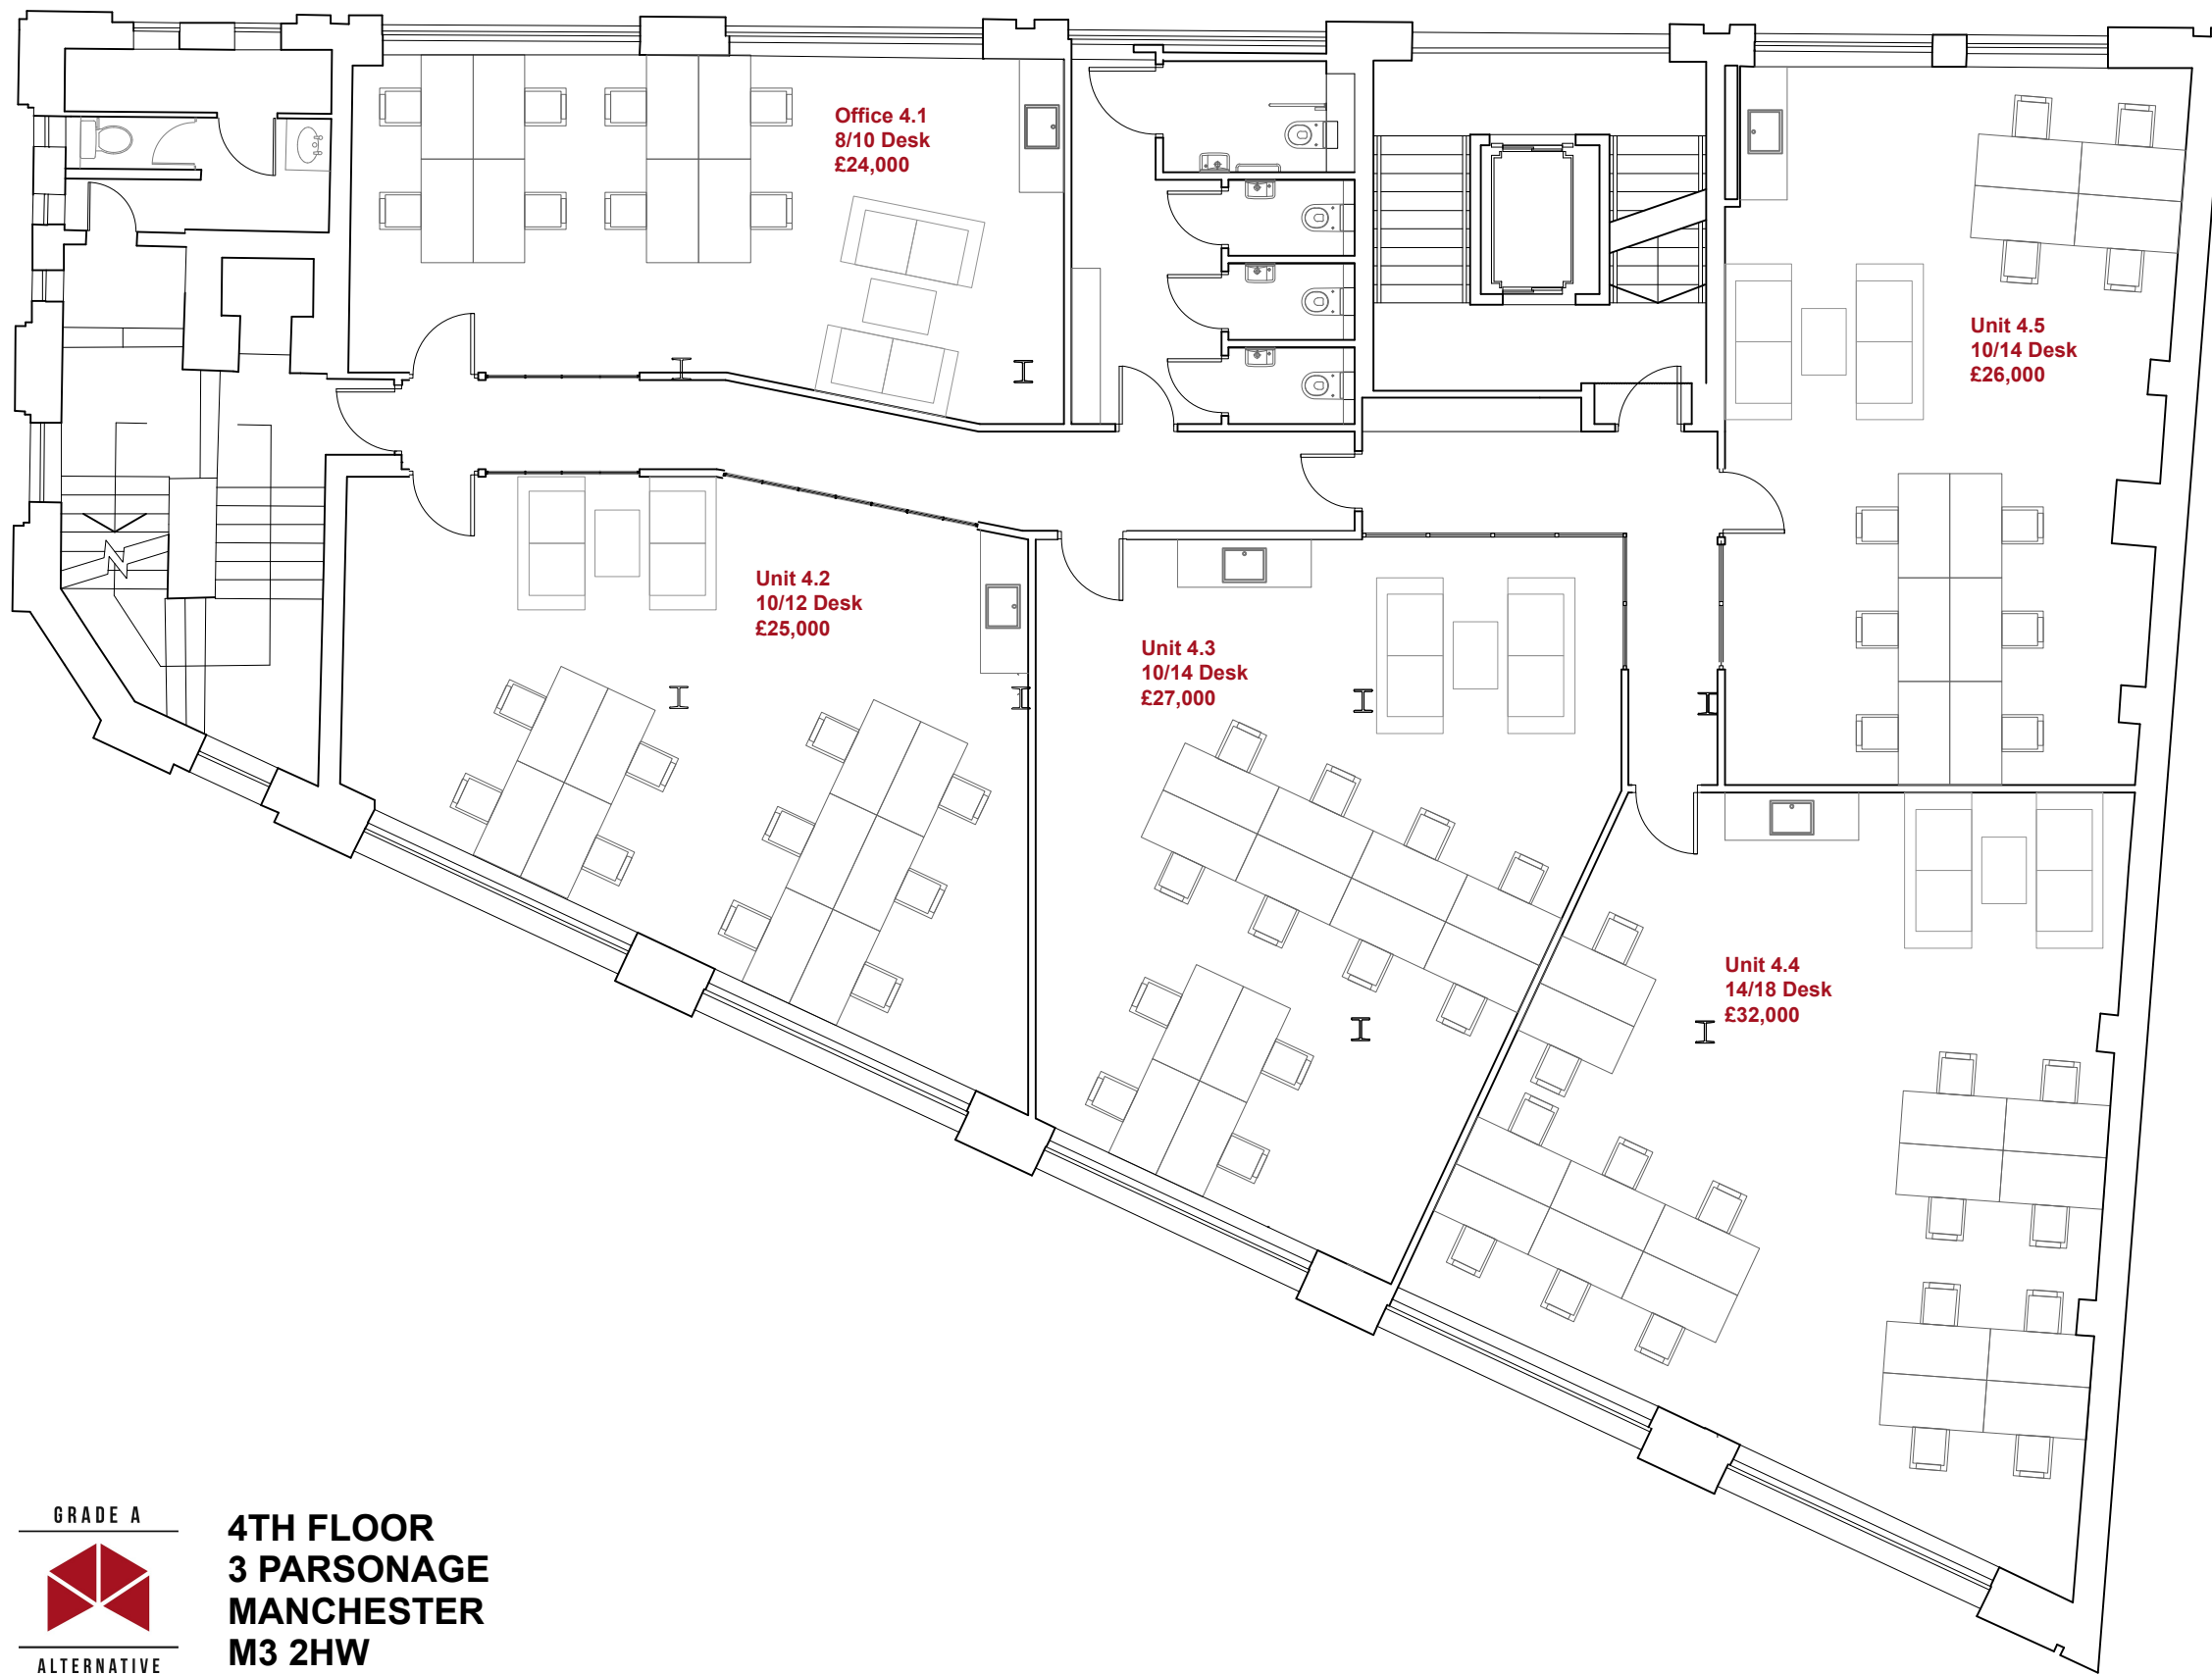 Office 4.1
8/10 Desk
£24,000
Unit 4.5
10/14 Desk
£26,000
Unit 4.2
10/12 Desk
£25,000
Unit 4.3
10/14 Desk
£27,000
Unit 4.4
14/18 Desk
£32,000
GRADE A
ALTERNATIVE
4TH FLOOR
3 PARSONAGE
MANCHESTER
M3 2HW